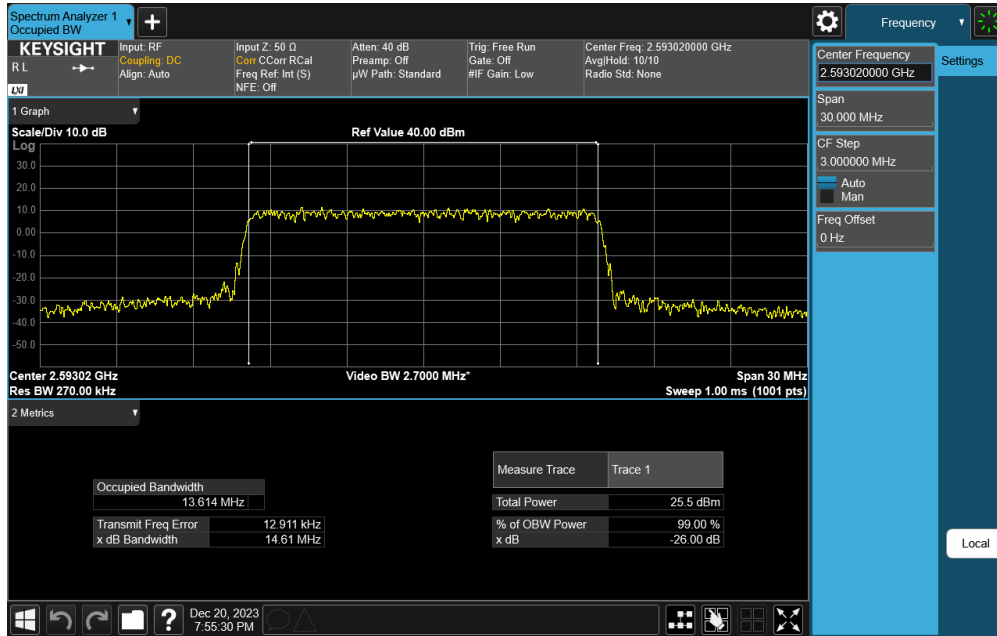 Spectrum Analyzer 1
Occupied BW
Frequency
KEYSIGHT
RL
LXI
Input: RF
Coupling: DC
Align: Auto
Input Z: 50 Ω
Corr CCorr RCal
Freq Ref: Int (S)
NFE: Off
Atten: 40 dB
Preamp: Off
µW Path: Standard
Trig: Free Run
Gate: Off
#IF Gain: Low
Center Freq: 2.593020000 GHz
Avg|Hold: 10/10
Radio Std: None
Center Frequency
2.593020000 GHz
Settings
Span
30.000 MHz
CF Step
3.000000 MHz
Auto
Man
Freq Offset
0 Hz
Local
1 Graph
Scale/Div 10.0 dB
Ref Value 40.00 dBm
Log
30.0
20.0
10.0
0.00
-10.0
-20.0
-30.0
-40.0
-50.0
Center 2.59302 GHz
Video BW 2.7000 MHz*
Span 30 MHz
Res BW 270.00 kHz
Sweep 1.00 ms (1001 pts)
2 Metrics
Measure Trace Trace 1
Occupied Bandwidth
13.614 MHz
Total Power 25.5 dBm
Transmit Freq Error 12.911 kHz
% of OBW Power 99.00 %
x dB Bandwidth 14.61 MHz
x dB -26.00 dB
Dec 20, 2023
7:55:30 PM